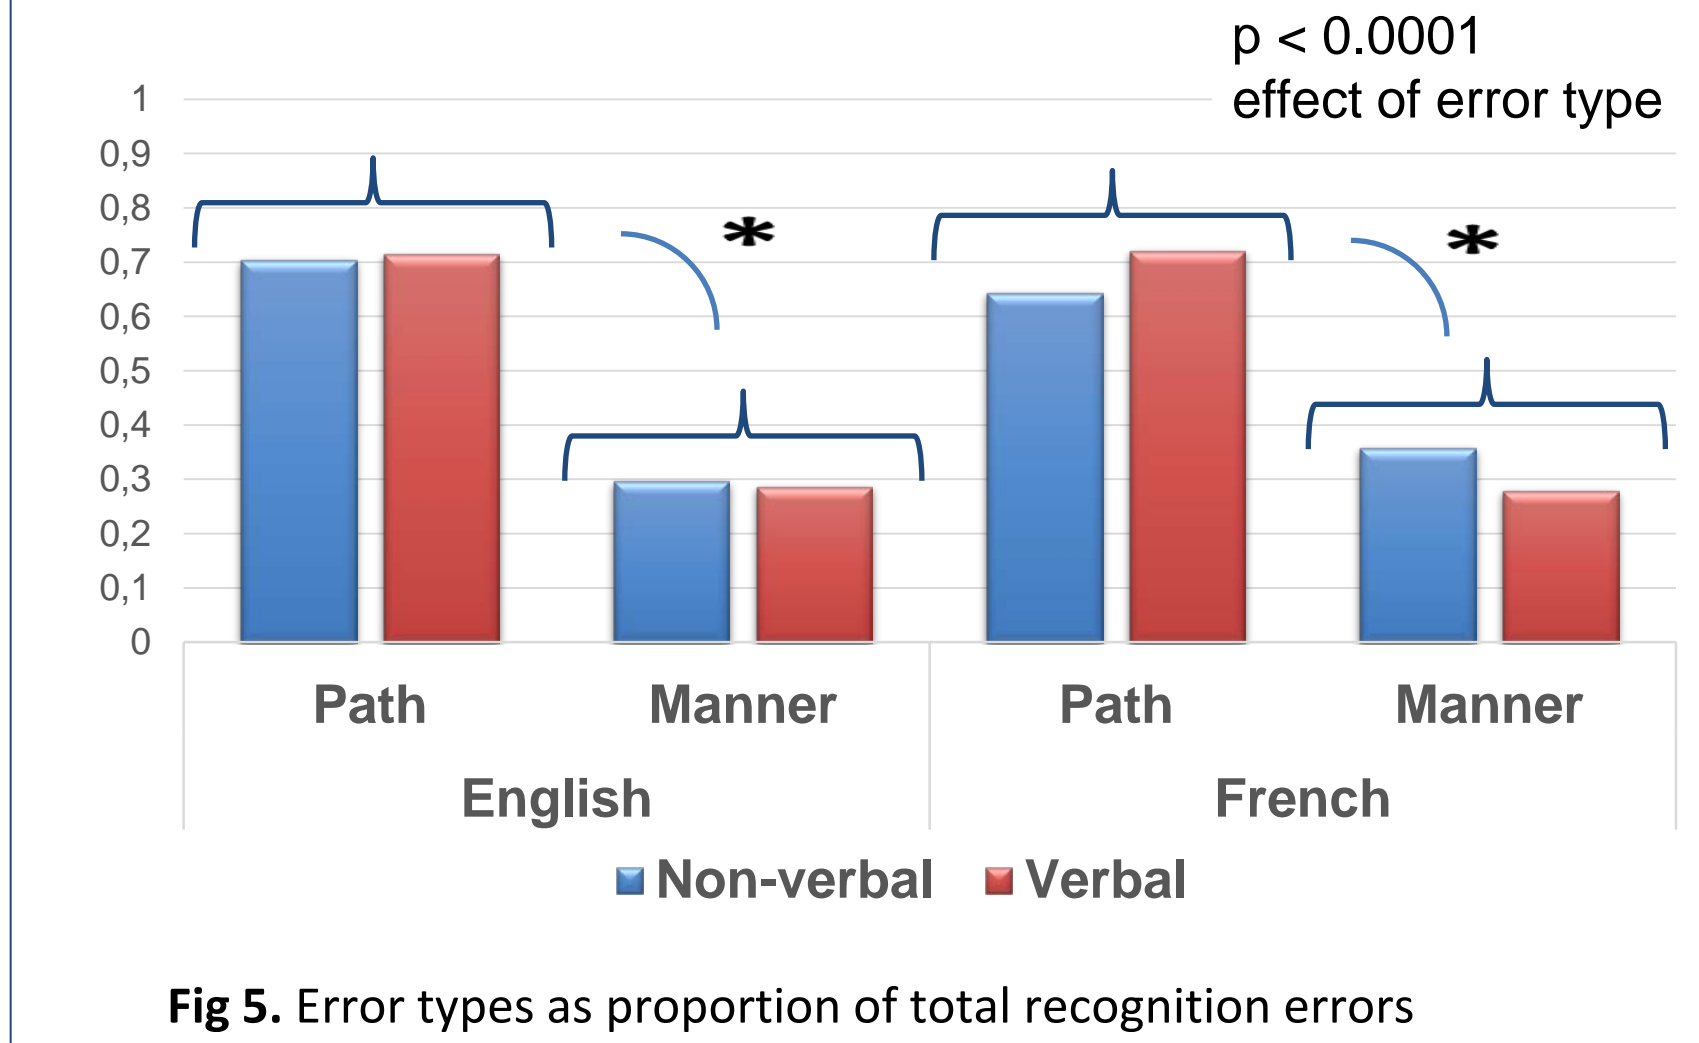 p < 0.0001
effect of error type
1
0,9
0,8
0,7
0,6
0,5
0,4
0,3
0,2
0,1
0
*
*
Path Manner Path Manner
English French
Non-verbal Verbal
Fig 5. Error types as proportion of total recognition errors